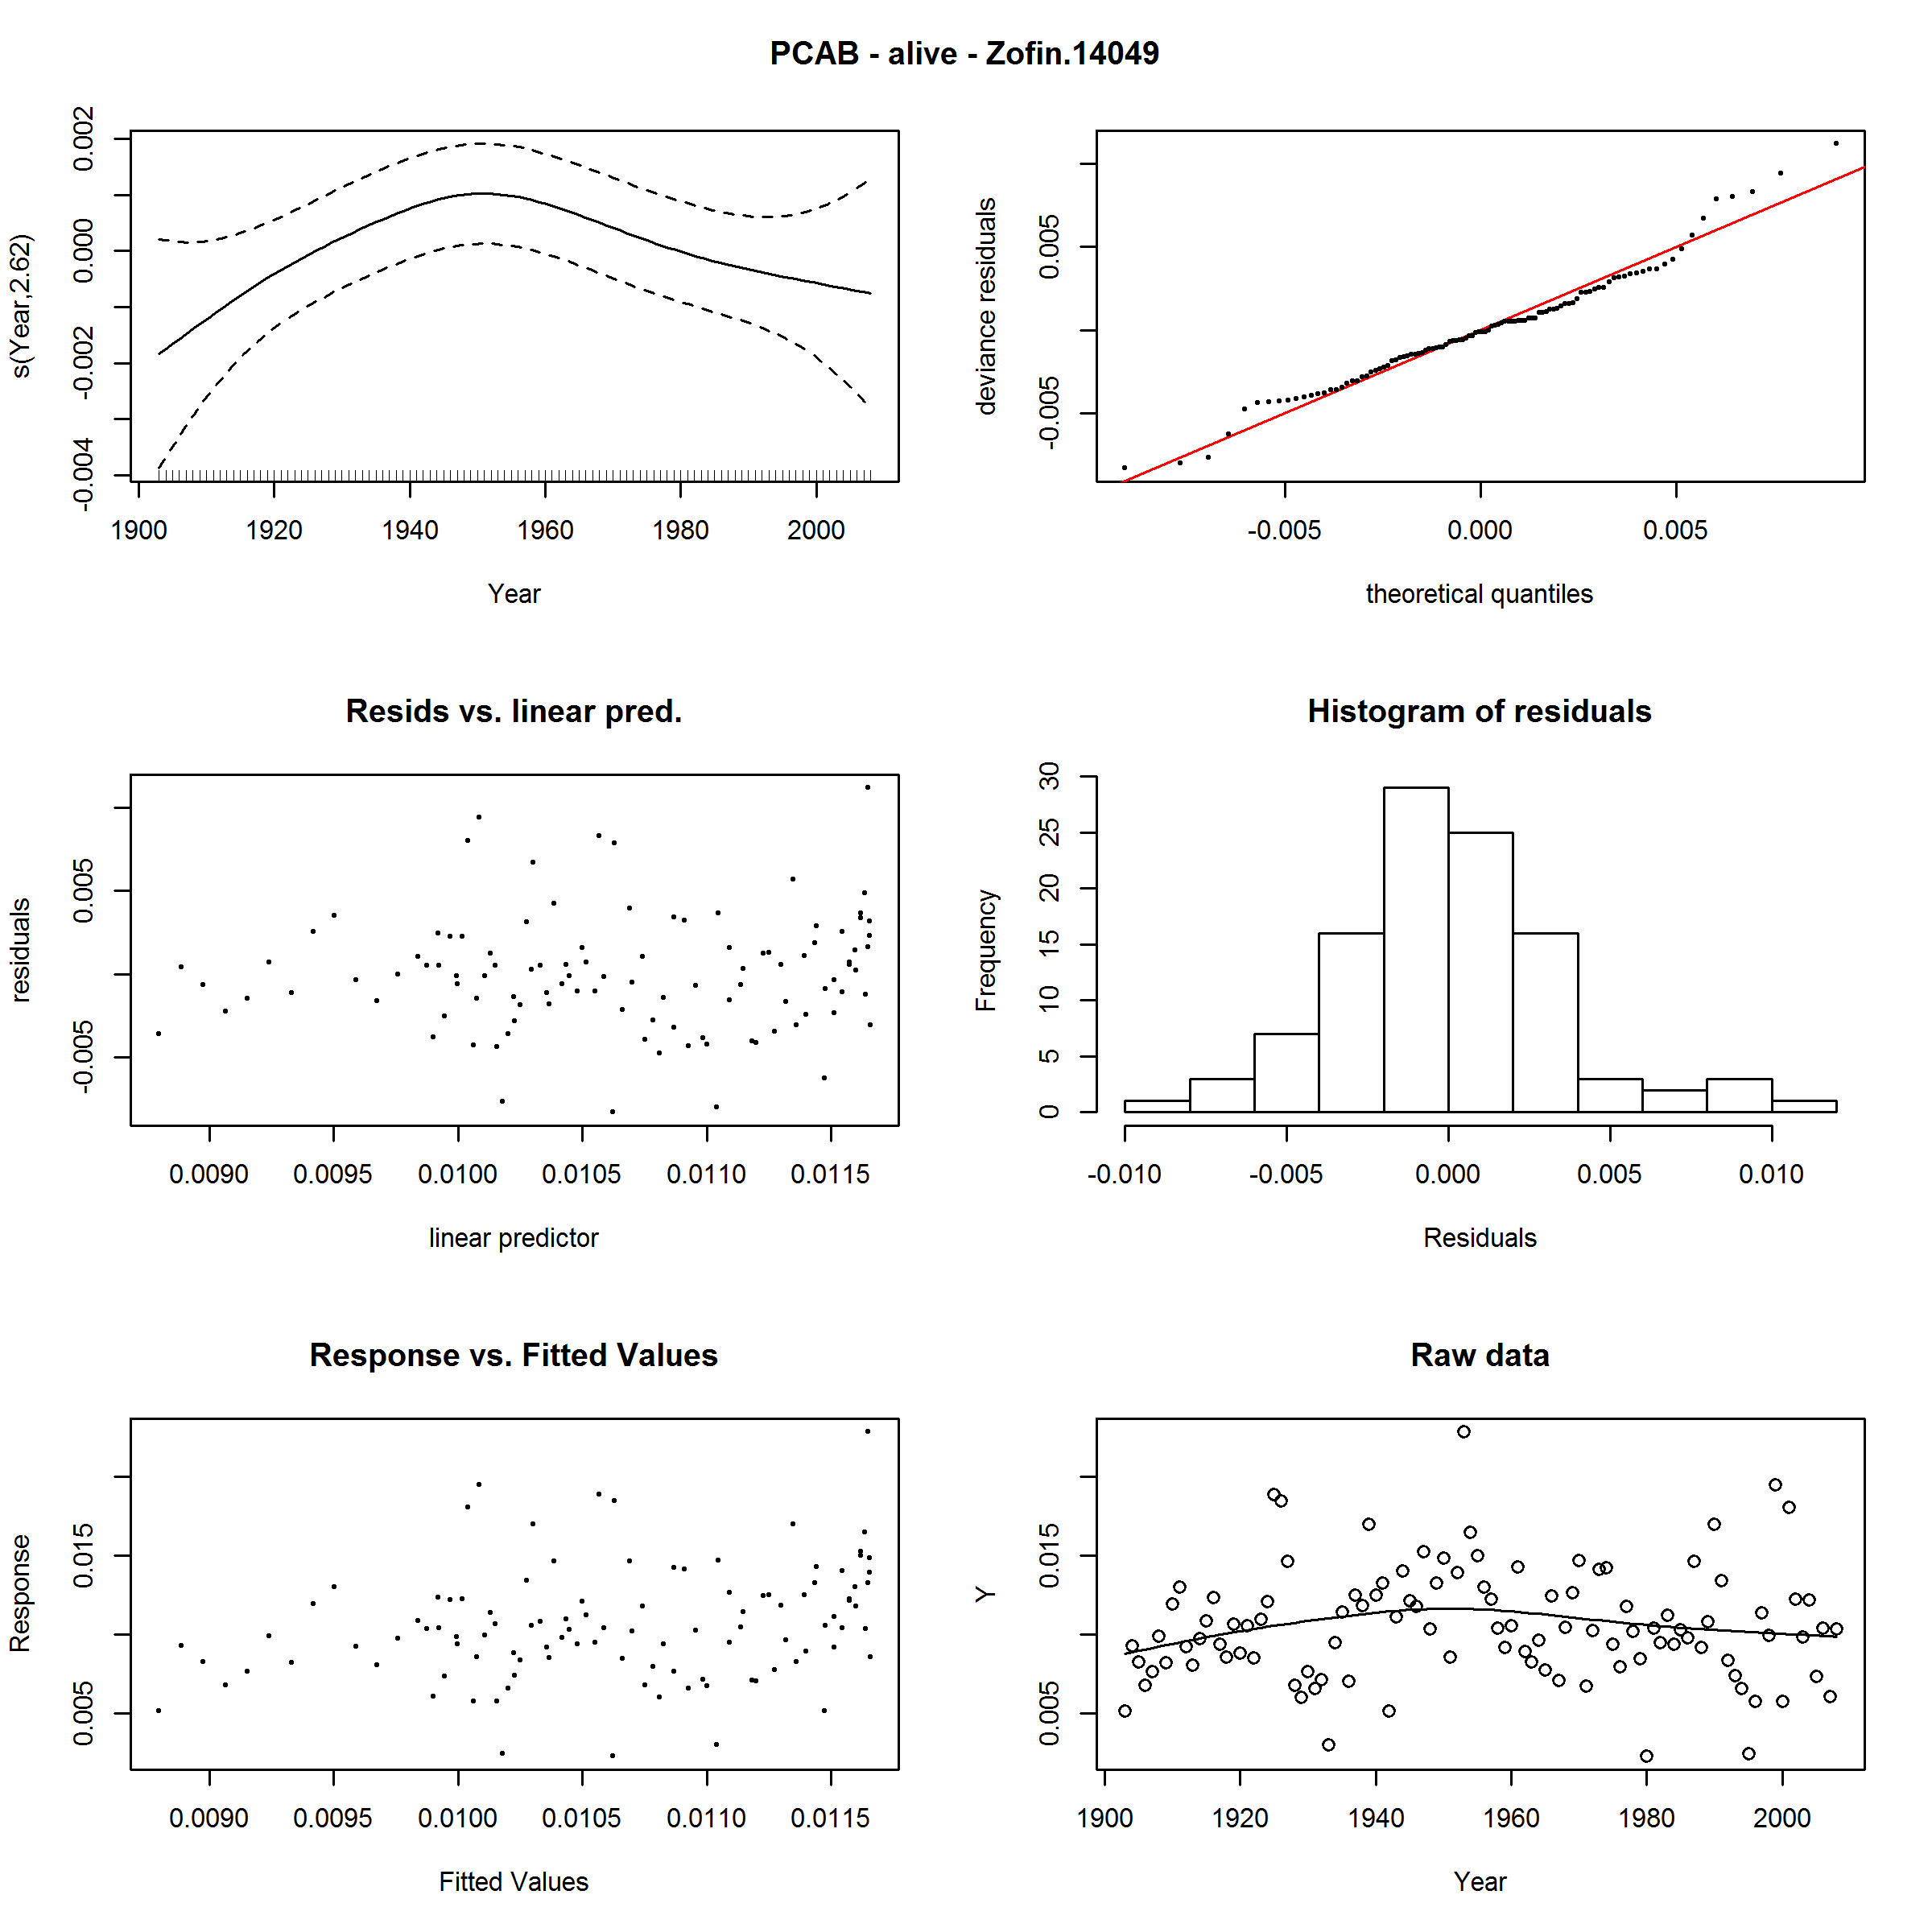 PCAB - alive - Zofin.14049
s(Year,2.62)
-0.004 -0.002 0.000 0.002
1900 1920 1940 1960 1980 2000
Year
deviance residuals
-0.005 0.005
-0.005 0.000 0.005
theoretical quantiles
Resids vs. linear pred.
residuals
-0.005 0.005
0.0090 0.0095 0.0100 0.0105 0.0110 0.0115
linear predictor
Histogram of residuals
Frequency
0 5 10 15 20 25 30
-0.010 -0.005 0.000 0.005 0.010
Residuals
Response vs. Fitted Values
Response
0.005 0.015
0.0090 0.0095 0.0100 0.0105 0.0110 0.0115
Fitted Values
Raw data
Y
0.005 0.015
1900 1920 1940 1960 1980 2000
Year